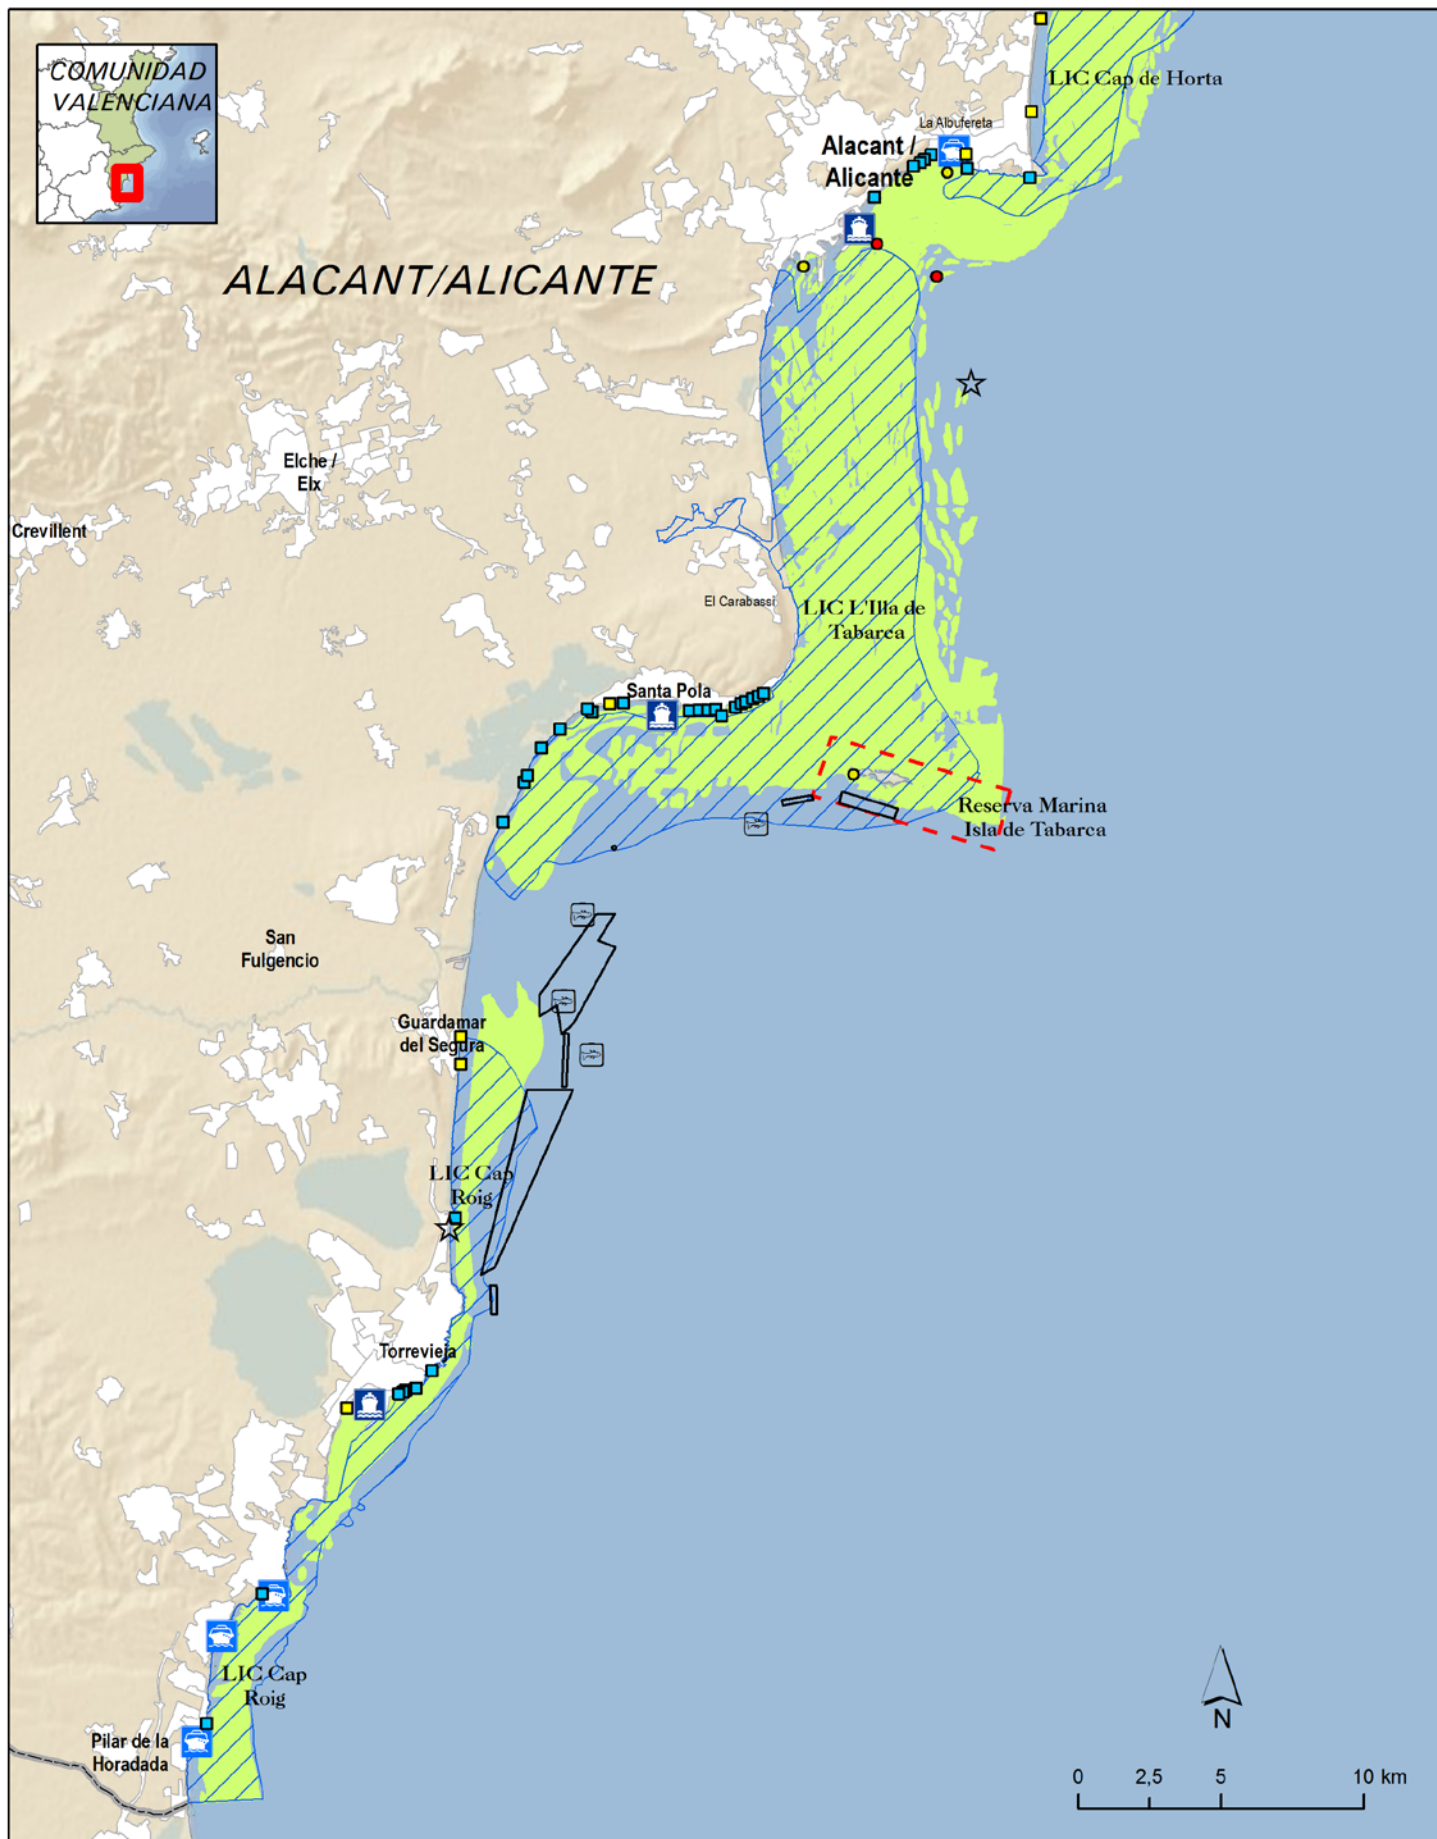 COMUNIDAD
VALENCIANA
LIC Cap de Horta
La Albufereta
Alacant /
Alicante
ALACANT/ALICANTE
Elche /
Elx
Crevillent
El Carabassi
LIC L'Illa de
Tabarca
Santa Pola
Reserva Marina
Isla de Tabarca
San
Fulgencio
Guardamar
del Segura
LIC Cap
Roig
Torrevieja
LIC Cap
Roig
Pilar de la
Horadada
N
0 2,5 5 10 km